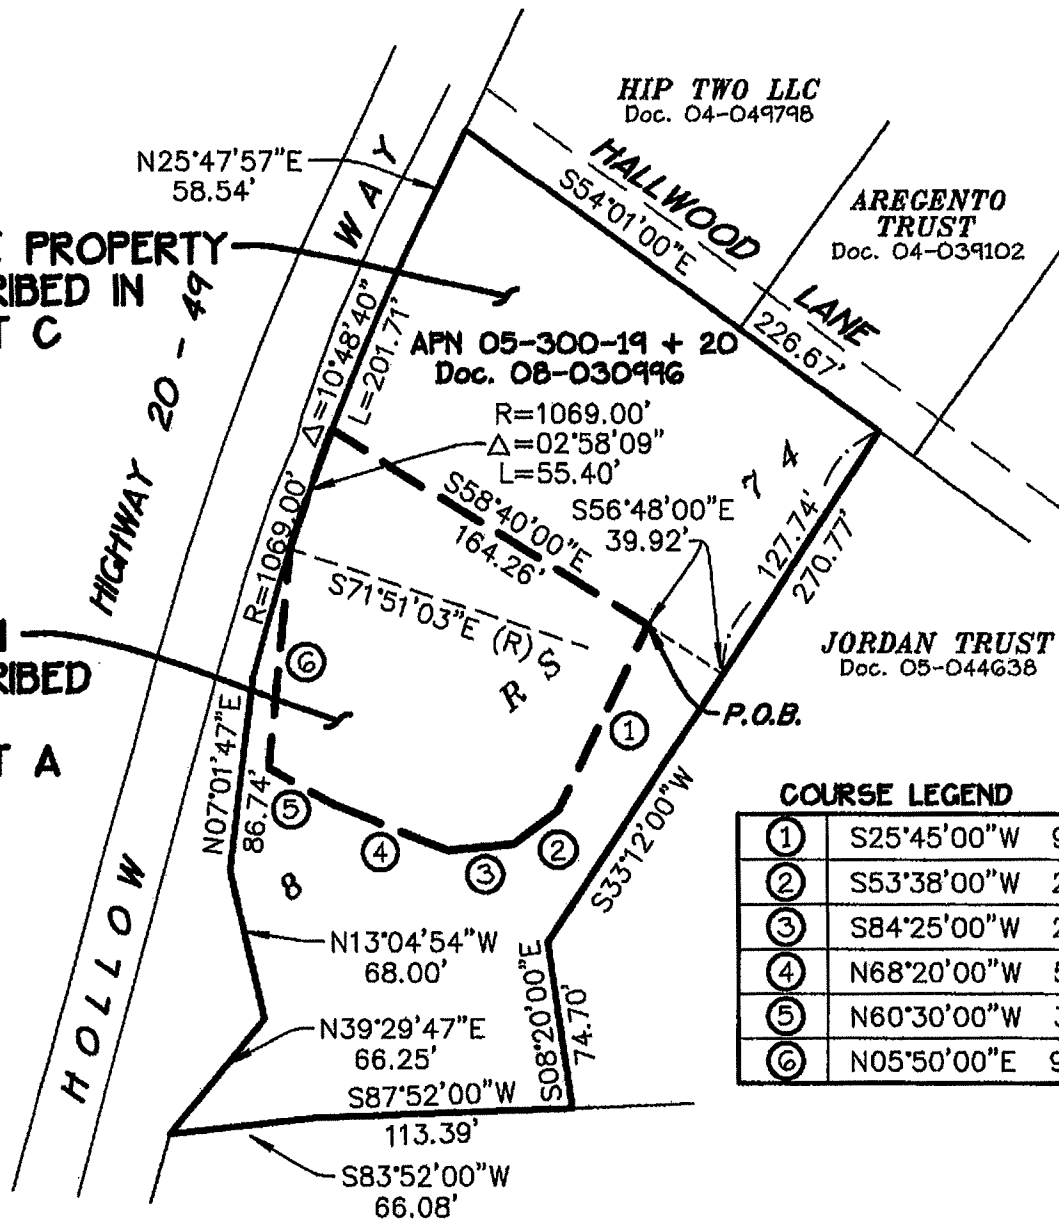 HIP TWO LLC
Doc. 04-049798
N25°47'57"E
58.54'
WAY
HALLWOOD
S54°01'00"E
AREGENTO
TRUST
Doc. 04-039102
PROPERTY
IN
T C
LANE
226.67'
HIGHWAY 20 - 49
Δ=10°48'40"
L=201.71'
R=1069.00'
APN 05-300-19 + 20
Doc. 08-030996
R=1069.00'
Δ=02°58'09"
L=55.40'
7 4
S58°40'00"E
164.26'
S56°48'00"E
39.92'
127.74'
270.77'
S71°51'03"E (R)
R S
JORDAN TRUST
Doc. 05-044638
P.O.B.
T A
N07°01'47"E
86.74'
S33°12'00"W
6
1
5
4
3
2
8
COURSE LEGEND
1 S25°45'00"W 9
2 S53°38'00"W 2
3 S84°25'00"W 2
4 N68°20'00"W
5 N60°30'00"W
6 N05°50'00"E 9
HOLLOW
N13°04'54"W
68.00'
N39°29'47"E
66.25'
S08°20'00"E
74.70'
S87°52'00"W
113.39'
S83°52'00"W
66.08'